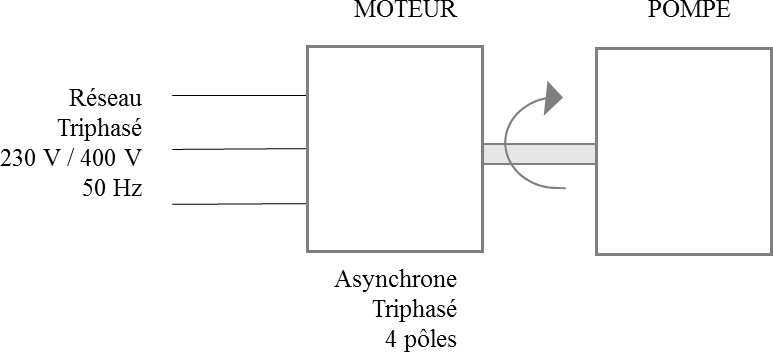 MOTEUR
POMPE
Réseau
Triphasé
230 V / 400 V
50 Hz
Asynchrone
Triphasé
4 pôles